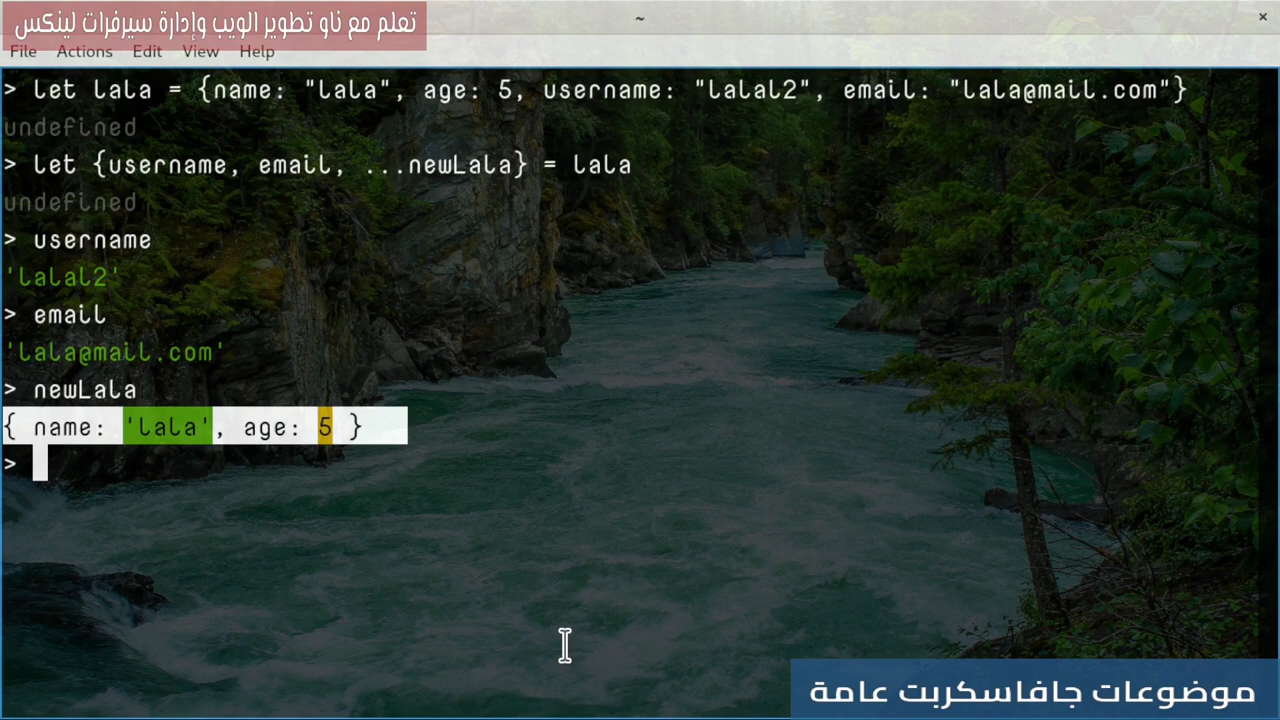 تعلم مع ناو تطوير الويب وإدارة سيرفرات لينكس
~
×
File Actions Edit View Help
> let lala = {name: "lala", age: 5, username: "lalal2", email: "lala@mail.com"}
undefined
> let {username, email, ...newLala} = lala
undefined
> username
'lalal2'
> email
'lala@mail.com'
> newLala
{ name: 'lala', age: 5 }
>
موضوعات جافاسكربت عامة